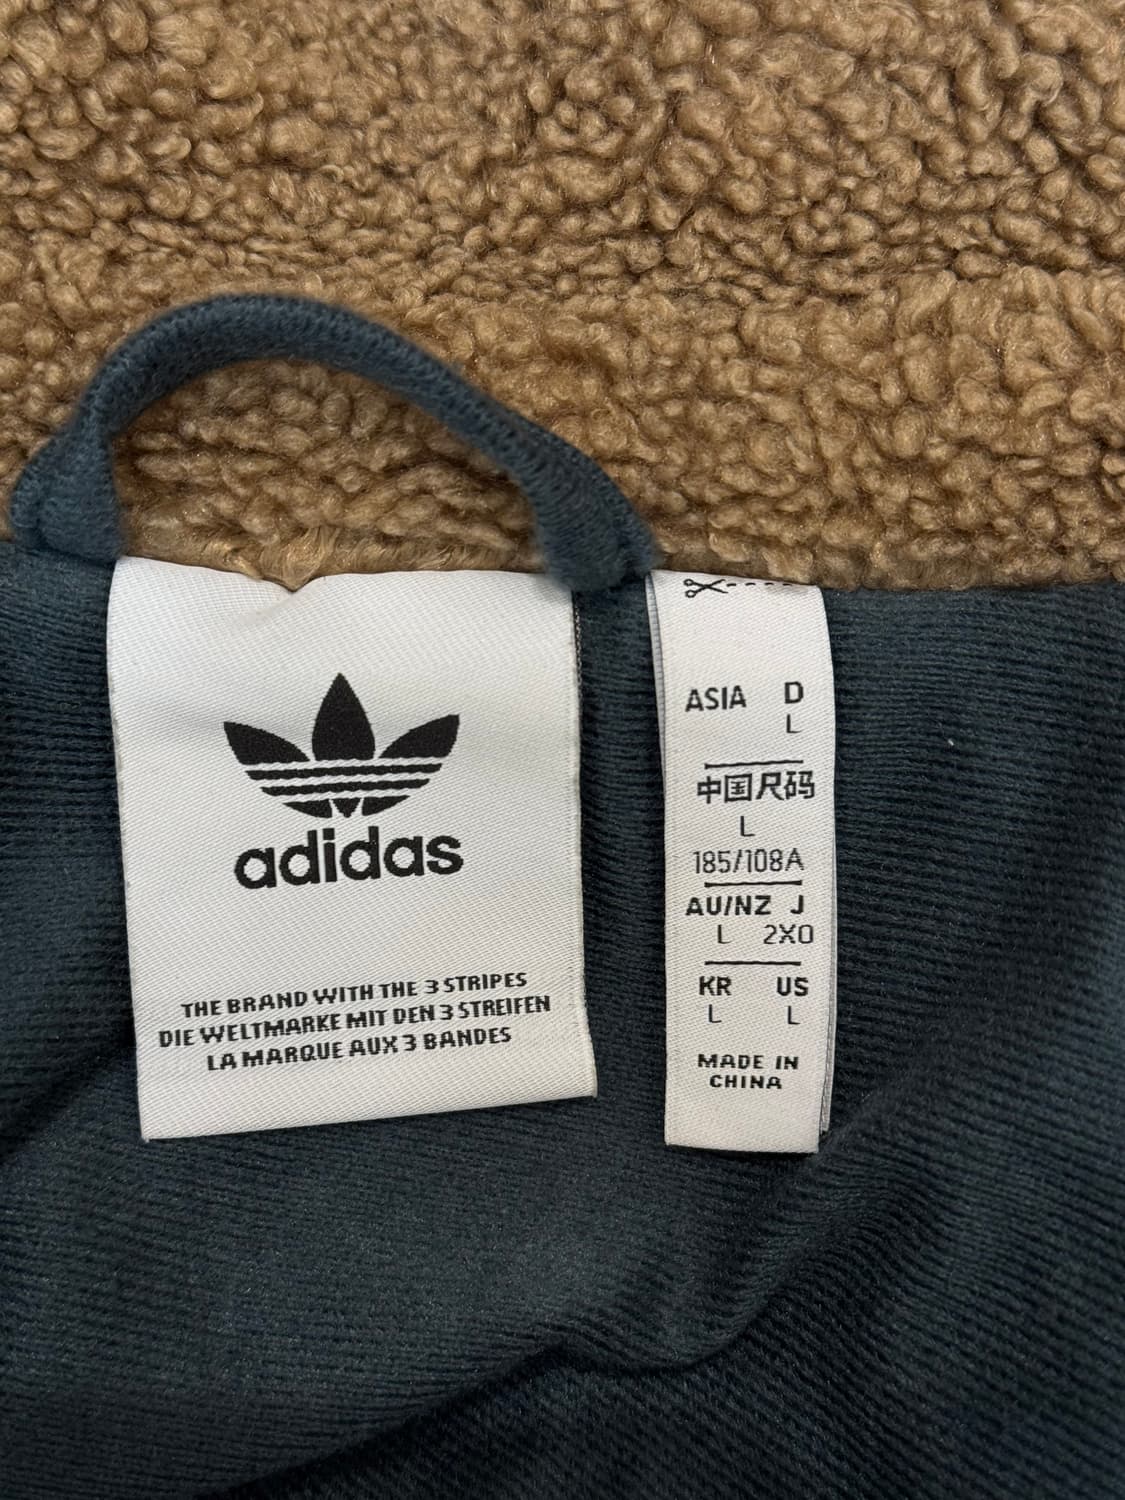 adidas
THE BRAND WITH THE 3 STRIPES
DIE WELTMARKE MIT DEN 3 STREIFEN
LA MARQUE AUX 3 BANDES
ASIA D
L
中国尺码
L
185/108A
AU/NZ J
L 2XO
KR US
L L
MADE IN
CHINA